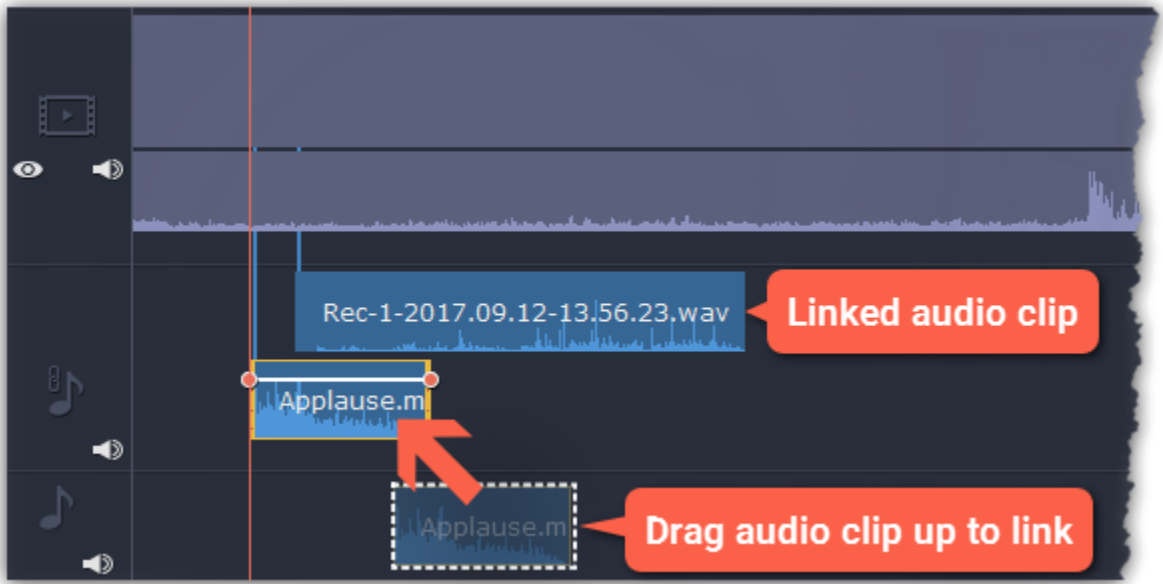 Rec-1-2017.09.12-13.56.23.wav
Linked audio clip
Applause.m
Applause.m
Drag audio clip up to link